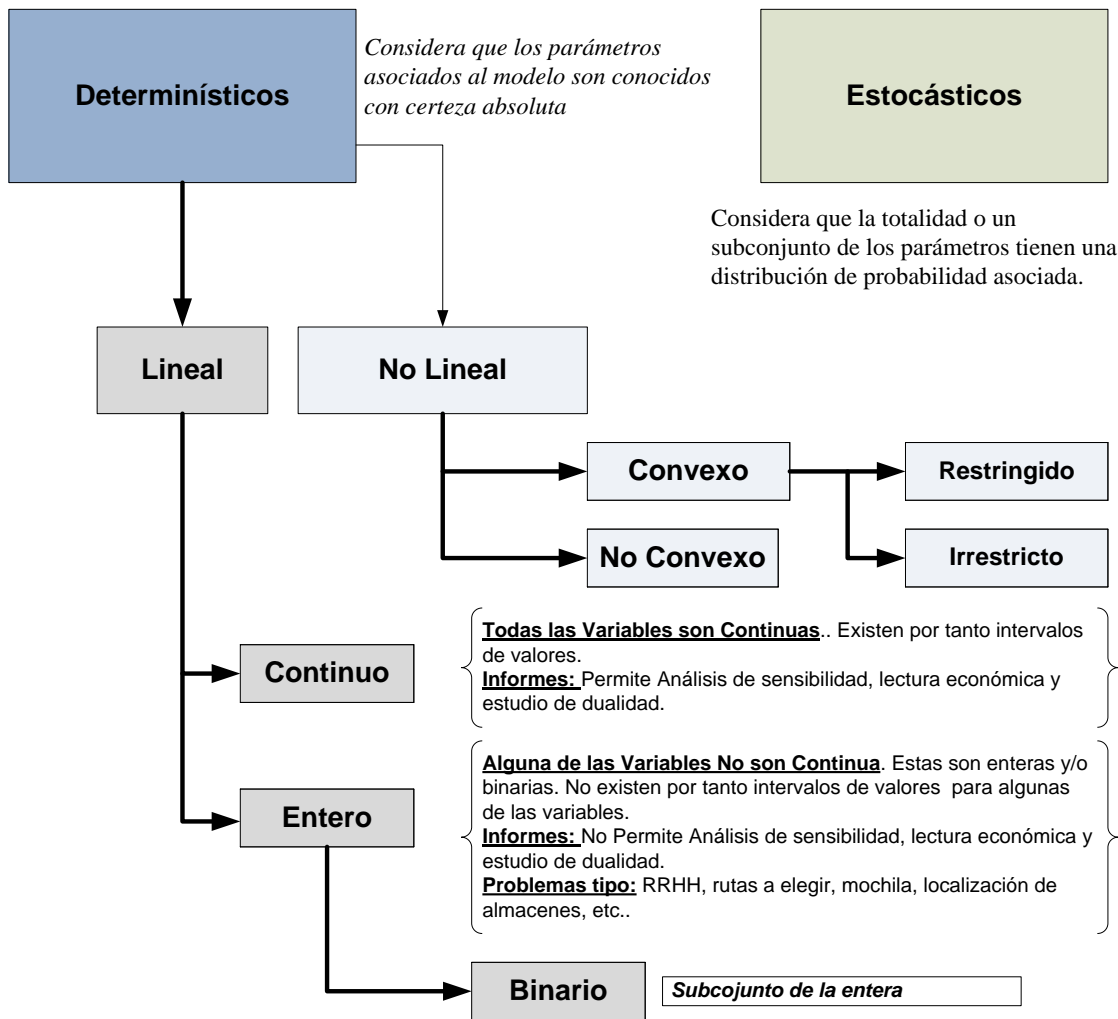 Determinísticos
Considera que los parámetros
asociados al modelo son conocidos
con certeza absoluta
Estocásticos
Considera que la totalidad o un
subconjunto de los parámetros tienen una
distribución de probabilidad asociada.
Lineal
No Lineal
Convexo
Restringido
No Convexo
Irrestricto
Continuo
Todas las Variables son Continuas.. Existen por tanto intervalos
de valores.
Informes: Permite Análisis de sensibilidad, lectura económica y
estudio de dualidad.
Entero
Alguna de las Variables No son Continua. Estas son enteras y/o
binarias. No existen por tanto intervalos de valores para algunas
de las variables.
Informes: No Permite Análisis de sensibilidad, lectura económica y
estudio de dualidad.
Problemas tipo: RRHH, rutas a elegir, mochila, localización de
almacenes, etc..
Binario
Subcojunto de la entera